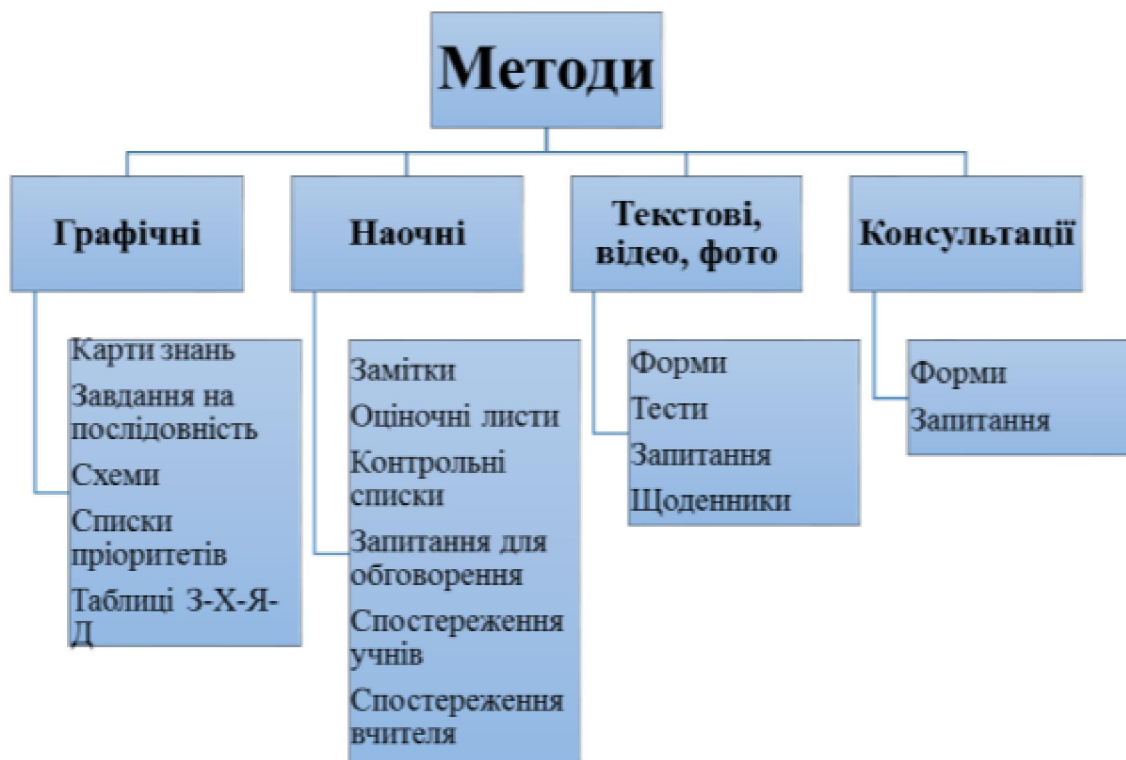 Методи
Графічні
Карти знань
Завдання на
послідовність
Схеми
Списки
пріоритетів
Таблиці З-Х-Я-
Д
Наочні
Замітки
Оціночні листи
Контрольні
списки
Запитання для
обговорення
Спостереження
учнів
Спостереження
вчителя
Текстові,
відео, фото
Форми
Тести
Запитання
Щоденники
Консультації
Форми
Запитання